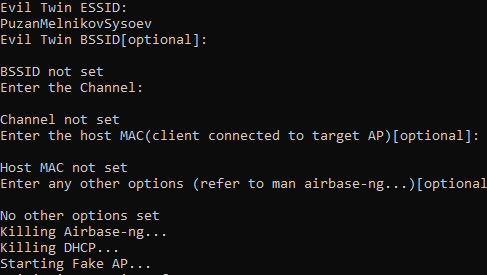 Evil Twin ESSID:
PuzanMelnikovSysoev
Evil Twin BSSID[optional]:
BSSID not set
Enter the Channel:
Channel not set
Enter the host MAC(client connected to target AP)[optional]:
Host MAC not set
Enter any other options (refer to man airbase-ng...)[optional
No other options set
Killing Airbase-ng...
Killing DHCP...
Starting Fake AP...